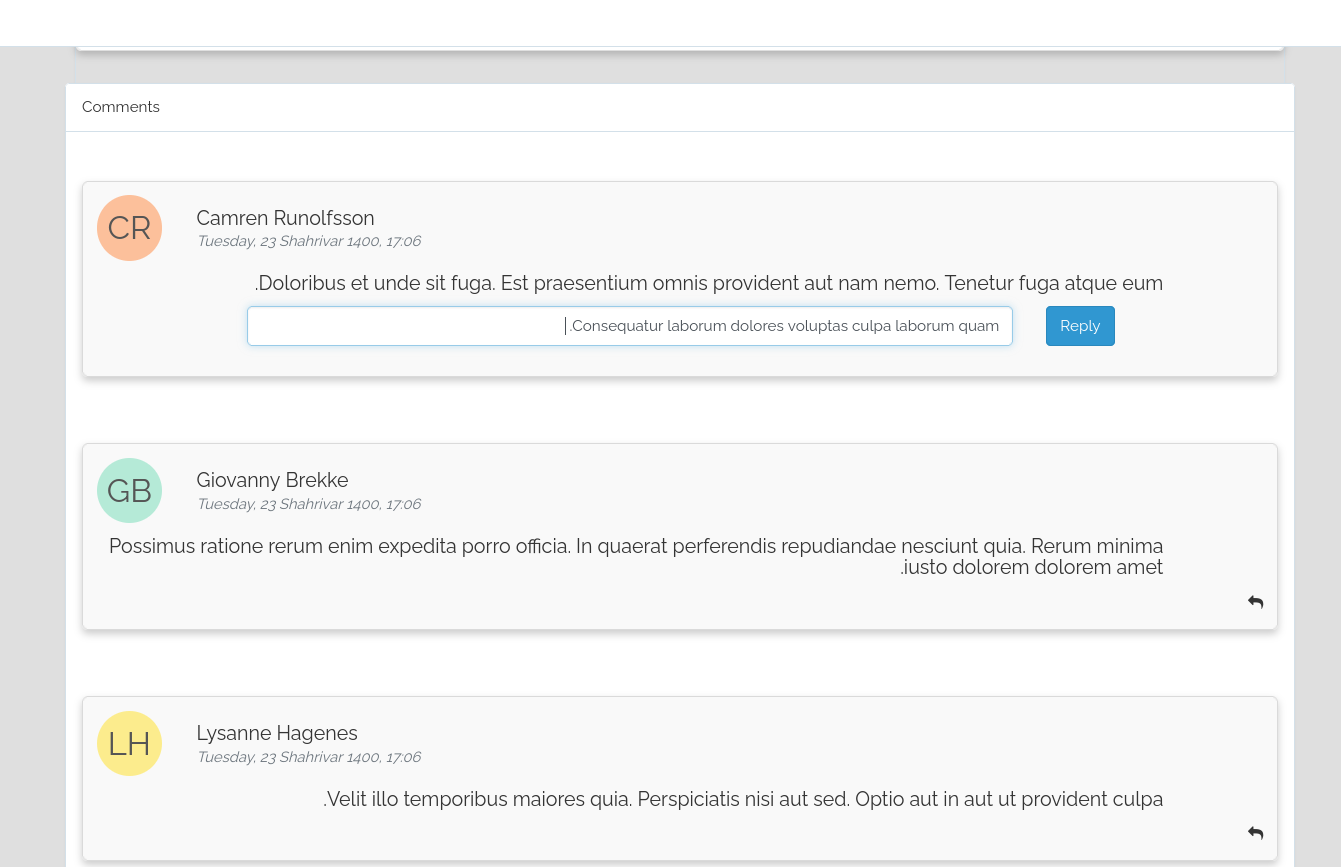 Comments
CR
Camren Runolfsson
Tuesday, 23 Shahrivar 1400, 17:06
.Doloribus et unde sit fuga. Est praesentium omnis provident aut nam nemo. Tenetur fuga atque eum
.Consequatur laborum dolores voluptas culpa laborum quam
Reply
GB
Giovanny Brekke
Tuesday, 23 Shahrivar 1400, 17:06
Possimus ratione rerum enim expedita porro officia. In quaerat perferendis repudiandae nesciunt quia. Rerum minima
.iusto dolorem dolorem amet
LH
Lysanne Hagenes
Tuesday, 23 Shahrivar 1400, 17:06
.Velit illo temporibus maiores quia. Perspiciatis nisi aut sed. Optio aut in aut ut provident culpa